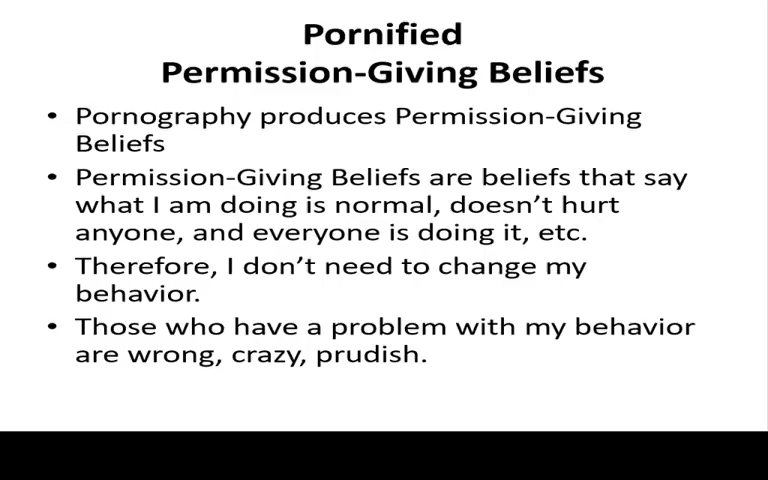 Pornified
Permission-Giving Beliefs
• Pornography produces Permission-Giving
Beliefs
• Permission-Giving Beliefs are beliefs that say
what I am doing is normal, doesn’t hurt
anyone, and everyone is doing it, etc.
• Therefore, I don’t need to change my
behavior.
• Those who have a problem with my behavior
are wrong, crazy, prudish.